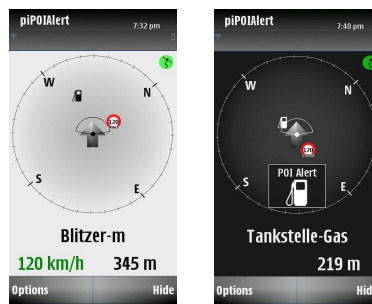 piPOIAlert
7:32 pm
W
N
120
S
E
Blitzer-m
120 km/h
345 m
Options
Hide
piPOIAlert
7:40 pm
W
N
120
POI Alert
S
E
Tankstelle-Gas
219 m
Options
Hid